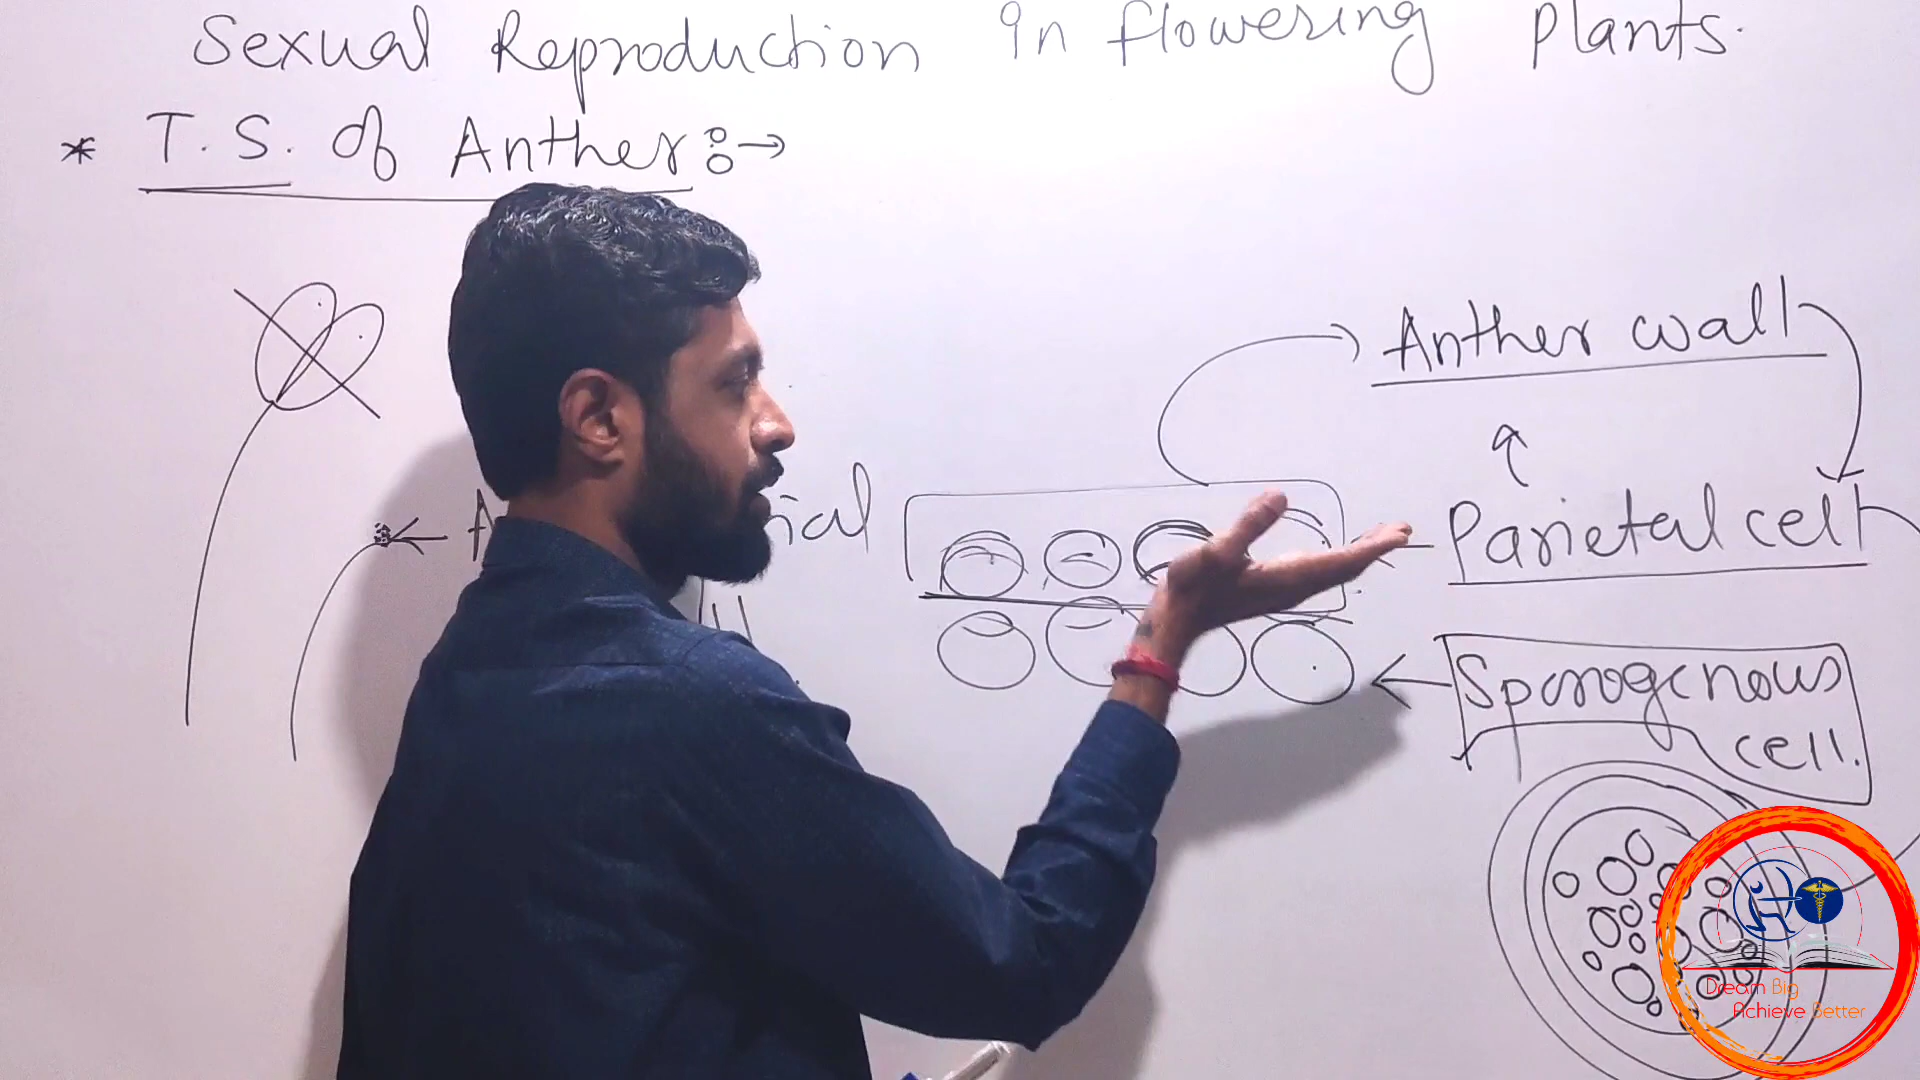 Sexual Reproduction in flowering Plants.
* T. S. of Anther :→
Anther wall
Parietal cell
Sporogenous
cell.
Dream Big
Achieve Better